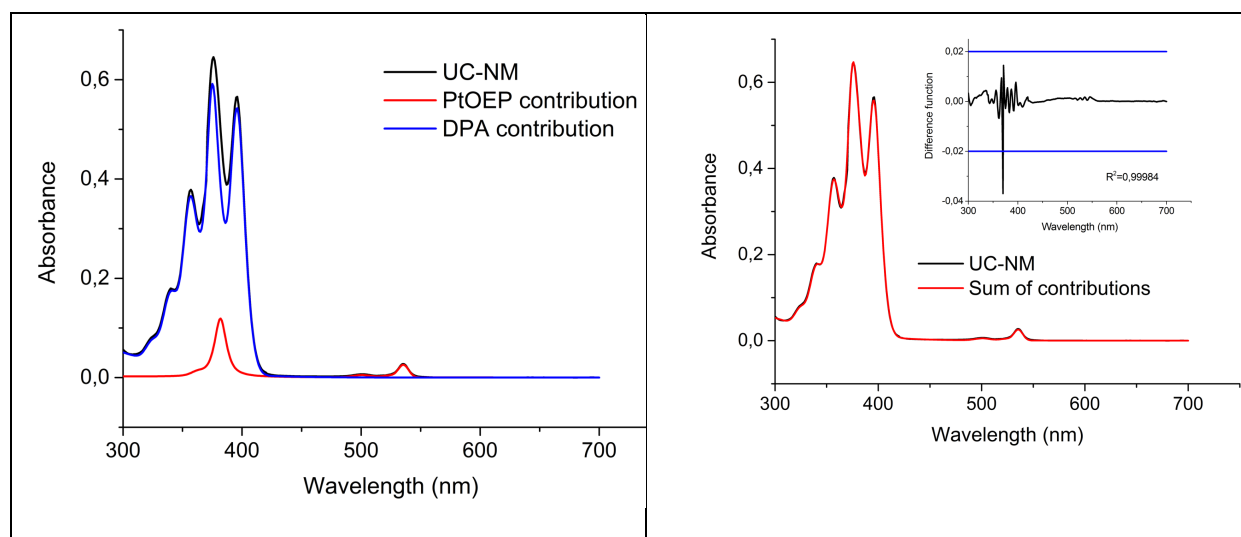 UC-NM
PtOEP contribution
DPA contribution
0,6
0,4
0,2
0,0
Absorbance
300
400
500
600
700
Wavelength (nm)
0,6
0,4
0,2
0,0
Absorbance
300
400
500
600
700
Wavelength (nm)
UC-NM
Sum of contributions
0,02
0,00
-0,02
-0,04
Difference function
R²=0,99984
300
400
500
600
700
Wavelength (nm)